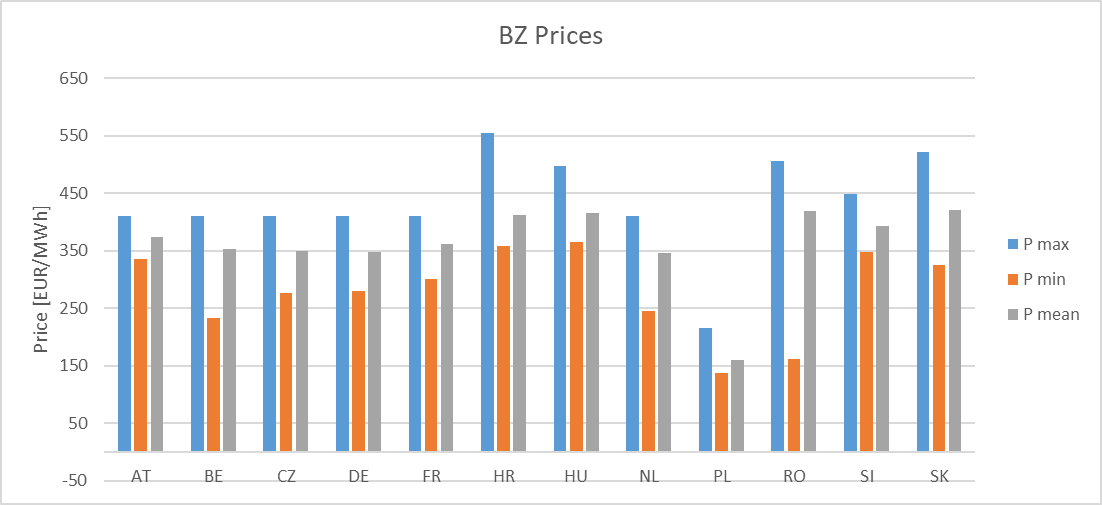 BZ Prices
650
550
450
350
250
150
50
-50
Price [EUR/MWh]
AT BE CZ DE FR HR HU NL PL RO SI SK
P max
P min
P mean